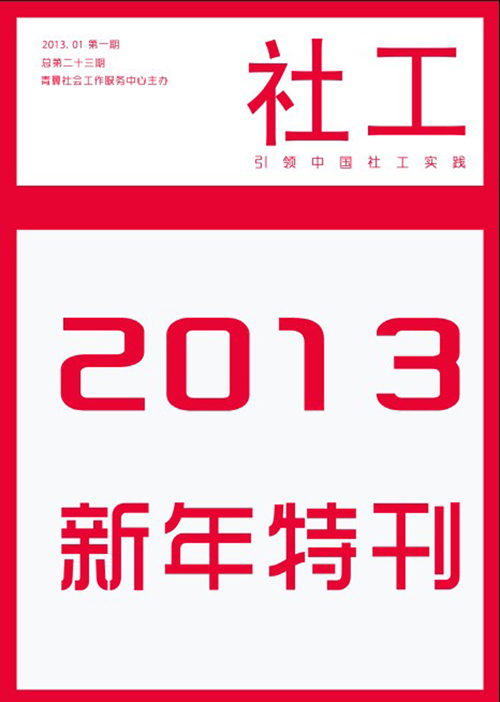 2013.01 第一期
总第二十三期
青翼社会工作服务中心主办
社工
引领中国社工实践
2013
新年特刊